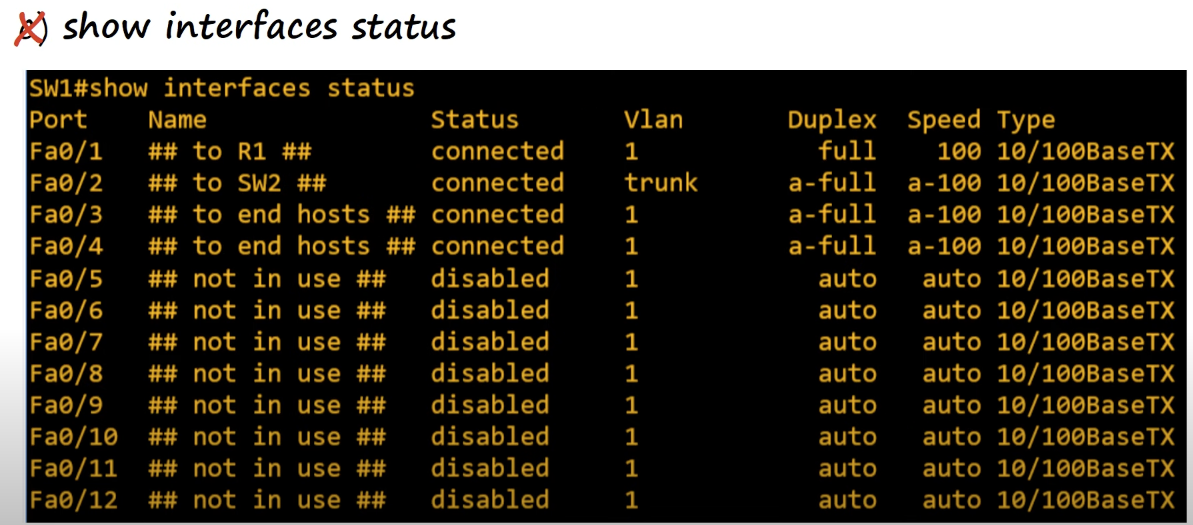 c) show interfaces status
SW1#show interfaces status
Port Name Status Vlan Duplex Speed Type
Fa0/1 ## to R1 ## connected 1 full 100 10/100BaseTX
Fa0/2 ## to SW2 ## connected trunk a-full a-100 10/100BaseTX
Fa0/3 ## to end hosts ## connected 1 a-full a-100 10/100BaseTX
Fa0/4 ## to end hosts ## connected 1 a-full a-100 10/100BaseTX
Fa0/5 ## not in use ## disabled 1 auto auto 10/100BaseTX
Fa0/6 ## not in use ## disabled 1 auto auto 10/100BaseTX
Fa0/7 ## not in use ## disabled 1 auto auto 10/100BaseTX
Fa0/8 ## not in use ## disabled 1 auto auto 10/100BaseTX
Fa0/9 ## not in use ## disabled 1 auto auto 10/100BaseTX
Fa0/10 ## not in use ## disabled 1 auto auto 10/100BaseTX
Fa0/11 ## not in use ## disabled 1 auto auto 10/100BaseTX
Fa0/12 ## not in use ## disabled 1 auto auto 10/100BaseTX